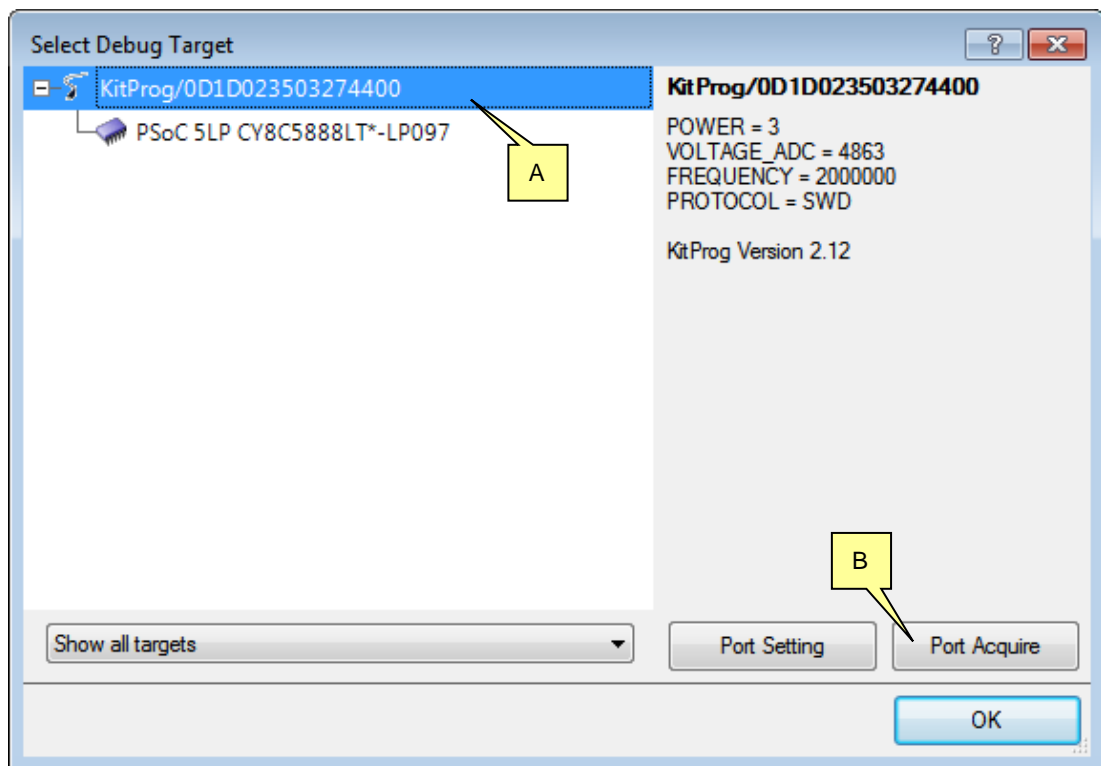 Select Debug Target
KitProg/0D1D023503274400
PSoC 5LP CY8C5888LT*-LP097
A
KitProg/0D1D023503274400
POWER = 3
VOLTAGE_ADC = 4863
FREQUENCY = 2000000
PROTOCOL = SWD
KitProg Version 2.12
B
Show all targets
Port Setting
Port Acquire
OK